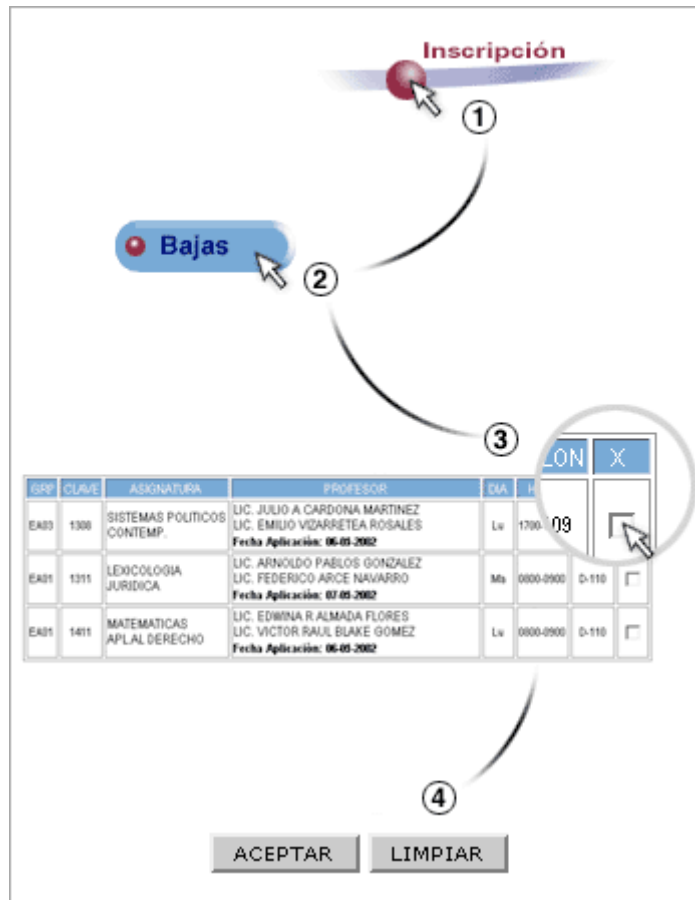 Inscripción
1
Bajas
2
3
LON X
GRP CLAVE ASIGNATURA PROFESOR DIA H
EA03 1308 SISTEMAS POLITICOS CONTEMP. LIC. JULIO A CARDONA MARTINEZ LIC. EMILIO VIZARRETEA ROSALES Fecha Aplicación: 06-05-2002 Lu 1700- 09
EA01 1311 LEXICOLOGIA JURIDICA LIC. ARNOLDO PABLOS GONZALEZ LIC. FEDERICO ARCE NAVARRO Fecha Aplicación: 07-05-2002 Ma 0800-0900 D-110
EA01 1411 MATEMATICAS APL.AL DERECHO LIC. EDWINA R.ALMADA FLORES LIC. VICTOR RAUL BLAKE GOMEZ Fecha Aplicación: 06-05-2002 Lu 0800-0900 D-110
4
ACEPTAR LIMPIAR